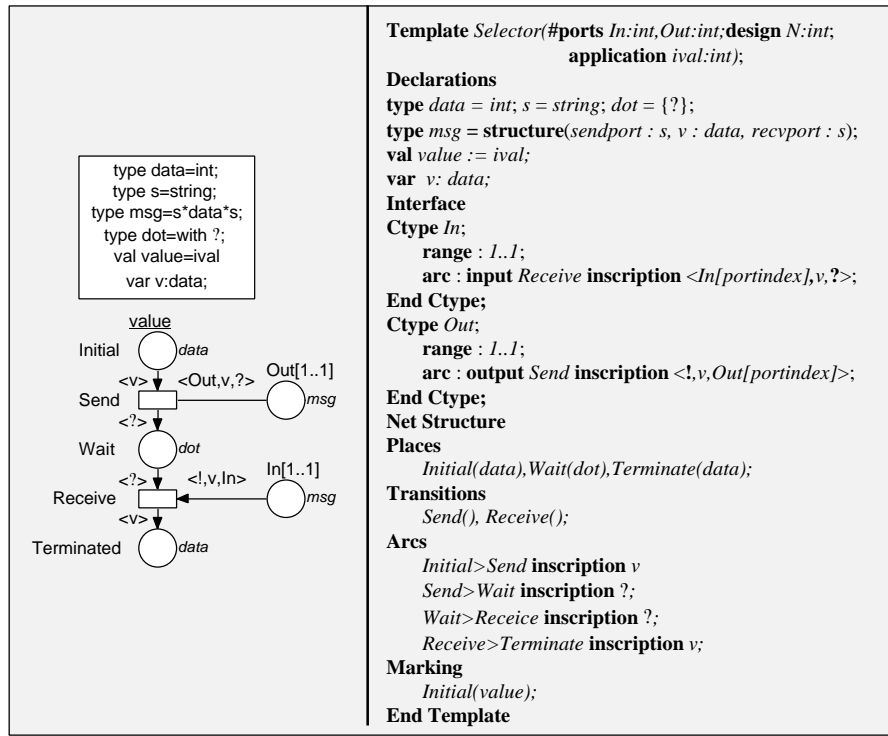 type data=int;
type s=string;
type msg=s*data*s;
type dot=with ?;
val value=ival
var v:data;
value
Initial
data
<v>
<Out,v,?>
Out[1..1]
Send
msg
<?>
Wait
dot
<?>
<!,v,In>
In[1..1]
Receive
msg
<v>
Terminated
data
Template Selector(#ports In:int,Out:int;design N:int;
application ival:int);
Declarations
type data = int; s = string; dot = {?};
type msg = structure(sendport : s, v : data, recvport : s);
val value := ival;
var v: data;
Interface
Ctype In;
range : 1..1;
arc : input Receive inscription <In[portindex],v,?>;
End Ctype;
Ctype Out;
range : 1..1;
arc : output Send inscription <!,v,Out[portindex]>;
End Ctype;
Net Structure
Places
Initial(data),Wait(dot),Terminate(data);
Transitions
Send(), Receive();
Arcs
Initial>Send inscription v
Send>Wait inscription ?;
Wait>Receice inscription ?;
Receive>Terminate inscription v;
Marking
Initial(value);
End Template